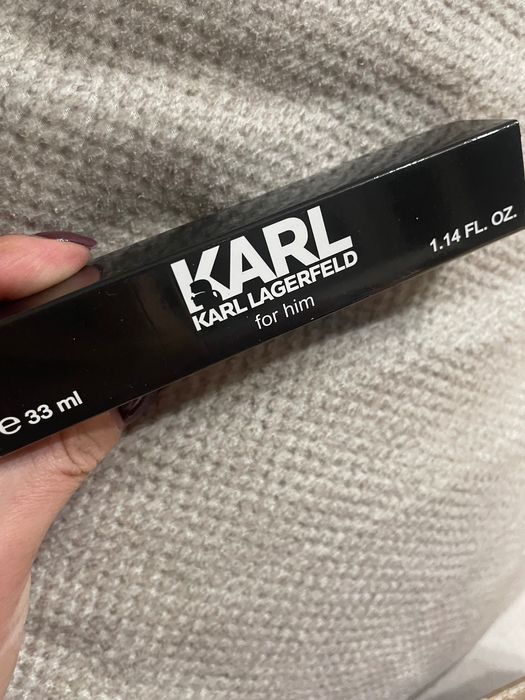 KARL
KARL LAGERFELD
for him
1.14 FL. OZ.
e 33 ml